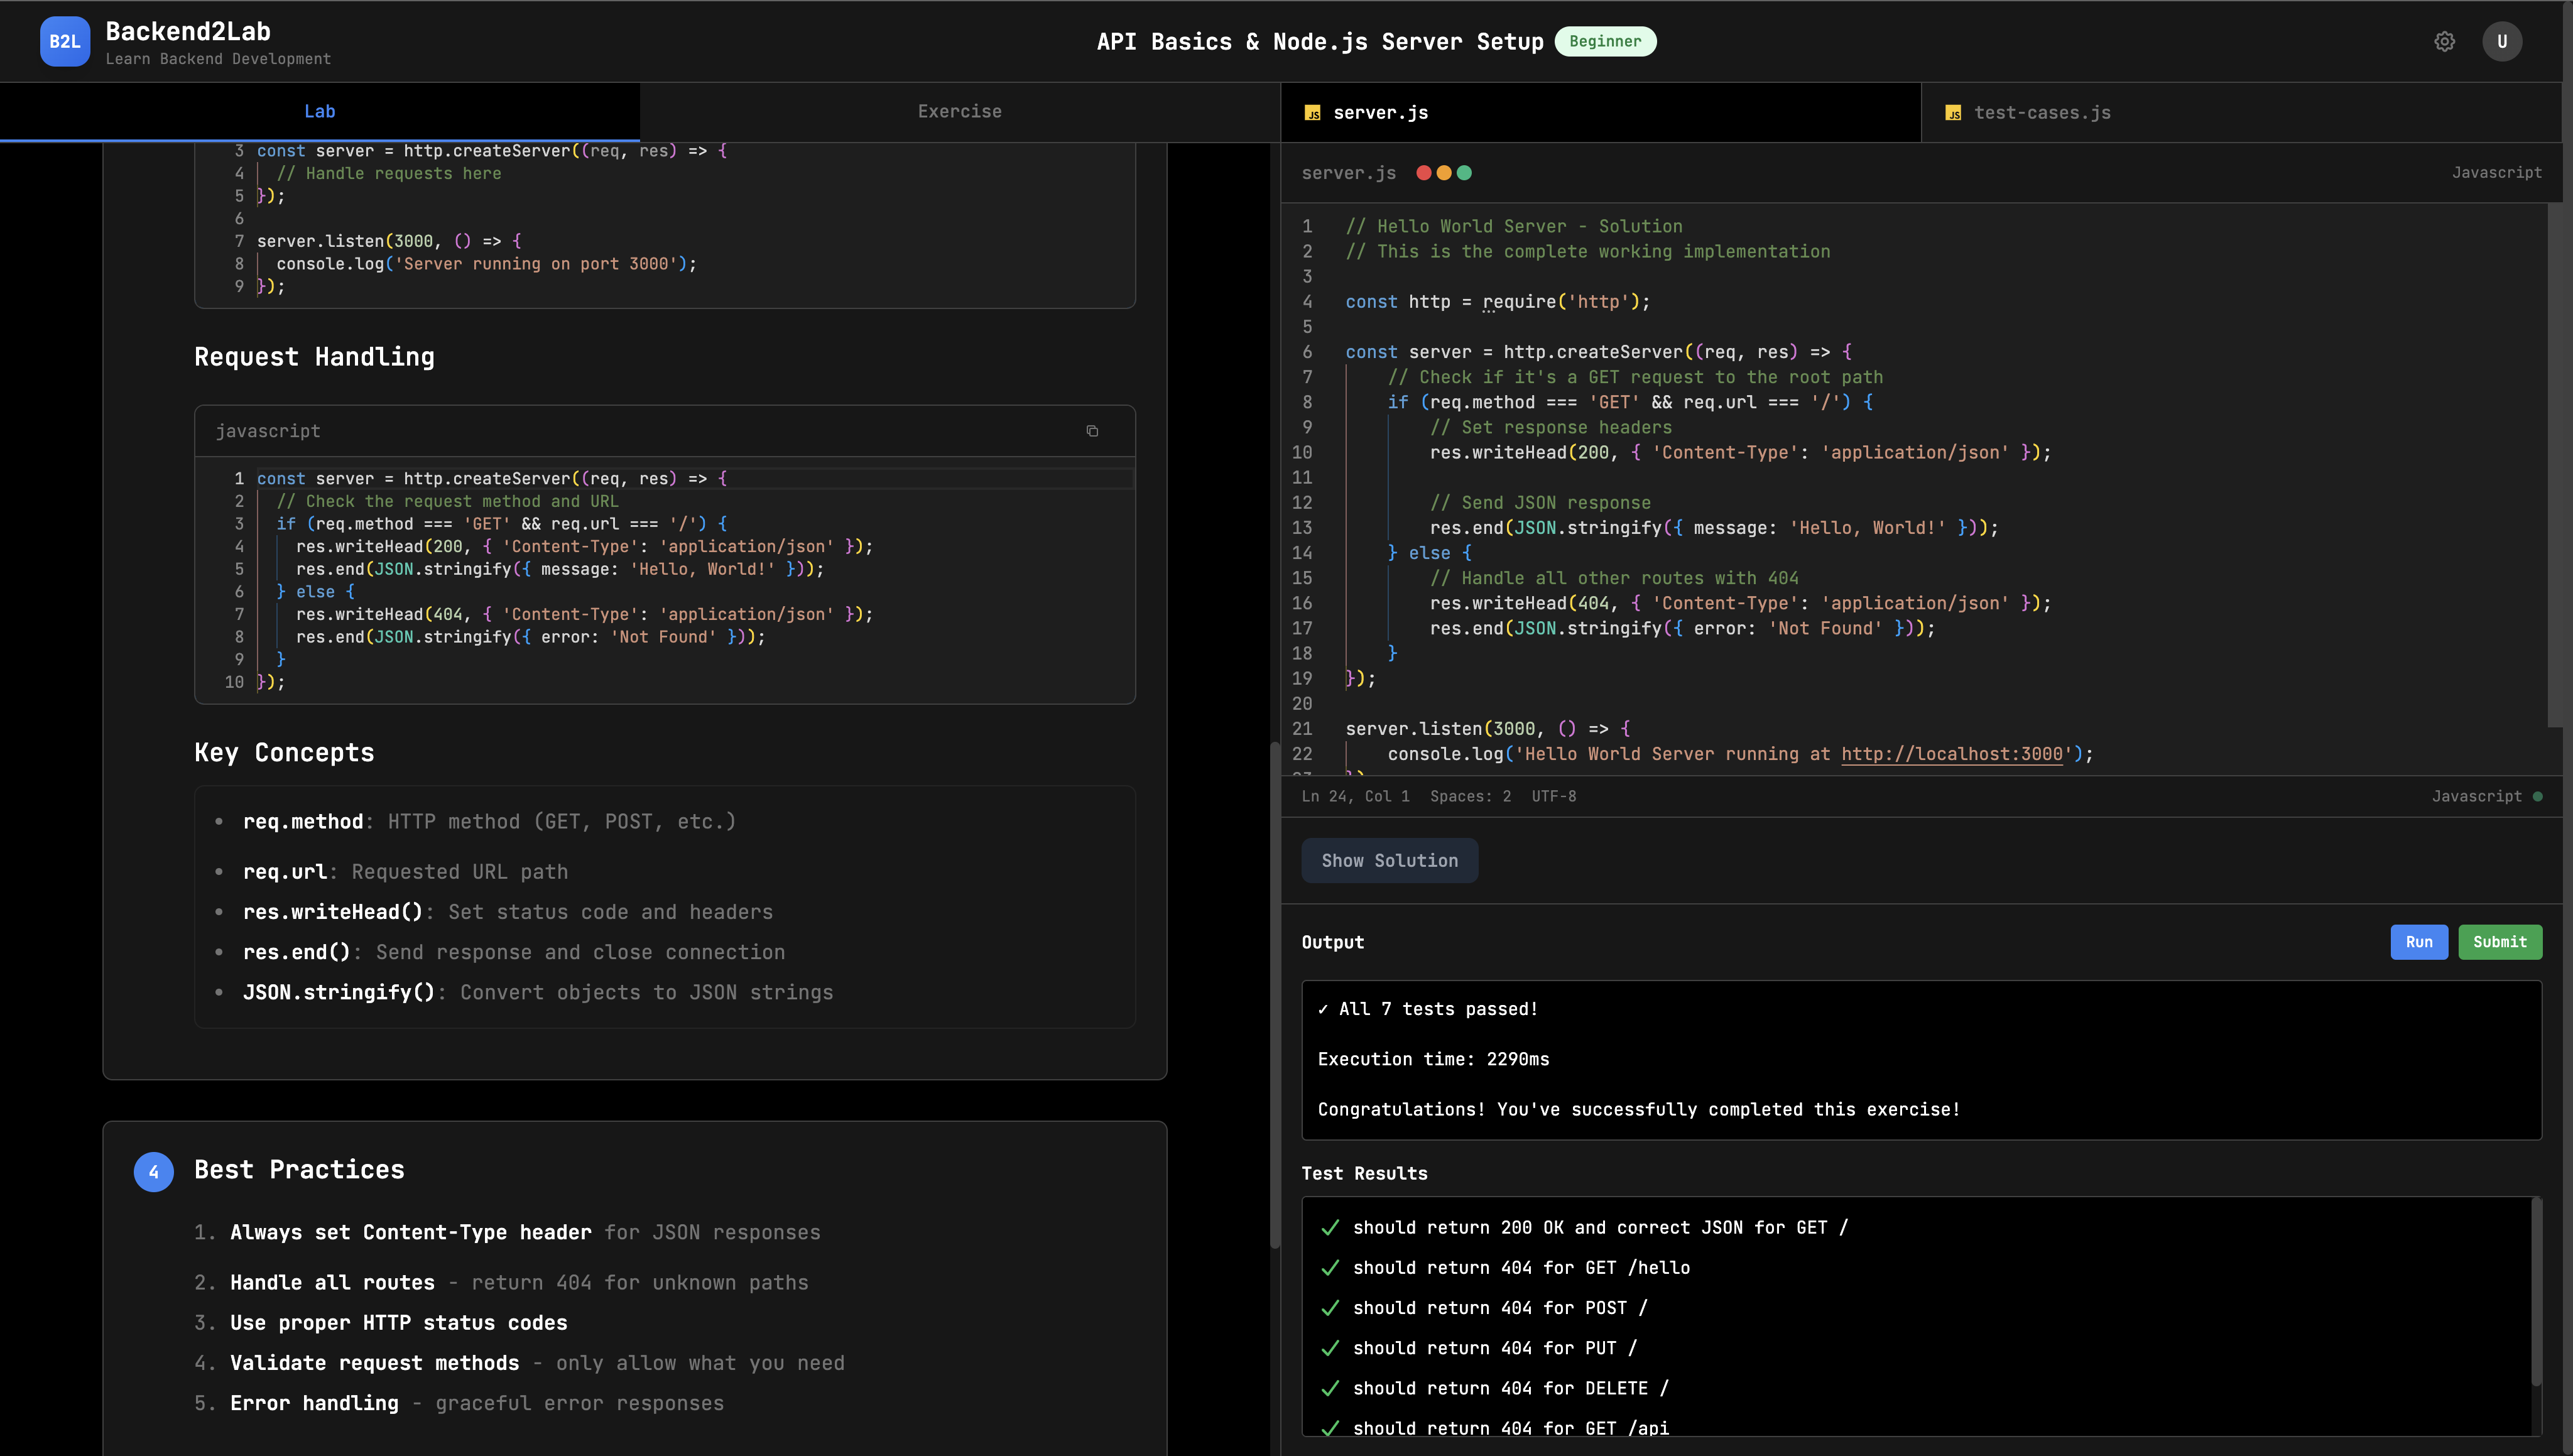 B2L
Backend2Lab
Learn Backend Development
API Basics & Node.js Server Setup
Beginner
U
Lab
Exercise
3 const server = http.createServer((req, res) => {
4   // Handle requests here
5 });
6
7 server.listen(3000, () => {
8   console.log('Server running on port 3000');
9 });
Request Handling
javascript
1 const server = http.createServer((req, res) => {
2   // Check the request method and URL
3   if (req.method === 'GET' && req.url === '/') {
4     res.writeHead(200, { 'Content-Type': 'application/json' });
5     res.end(JSON.stringify({ message: 'Hello, World!' }));
6   } else {
7     res.writeHead(404, { 'Content-Type': 'application/json' });
8     res.end(JSON.stringify({ error: 'Not Found' }));
9   }
10 });
Key Concepts
• req.method: HTTP method (GET, POST, etc.)
• req.url: Requested URL path
• res.writeHead(): Set status code and headers
• res.end(): Send response and close connection
• JSON.stringify(): Convert objects to JSON strings
4 Best Practices
1. Always set Content-Type header for JSON responses
2. Handle all routes - return 404 for unknown paths
3. Use proper HTTP status codes
4. Validate request methods - only allow what you need
5. Error handling - graceful error responses
JS server.js
JS test-cases.js
server.js
Javascript
1 // Hello World Server - Solution
2 // This is the complete working implementation
3
4 const http = require('http');
5
6 const server = http.createServer((req, res) => {
7     // Check if it's a GET request to the root path
8     if (req.method === 'GET' && req.url === '/') {
9         // Set response headers
10         res.writeHead(200, { 'Content-Type': 'application/json' });
11
12         // Send JSON response
13         res.end(JSON.stringify({ message: 'Hello, World!' }));
14     } else {
15         // Handle all other routes with 404
16         res.writeHead(404, { 'Content-Type': 'application/json' });
17         res.end(JSON.stringify({ error: 'Not Found' }));
18     }
19 });
20
21 server.listen(3000, () => {
22     console.log('Hello World Server running at http://localhost:3000');
Ln 24, Col 1 Spaces: 2 UTF-8
Javascript
Show Solution
Output
Run
Submit
✓ All 7 tests passed!
Execution time: 2290ms
Congratulations! You've successfully completed this exercise!
Test Results
✓ should return 200 OK and correct JSON for GET /
✓ should return 404 for GET /hello
✓ should return 404 for POST /
✓ should return 404 for PUT /
✓ should return 404 for DELETE /
✓ should return 404 for GET /api